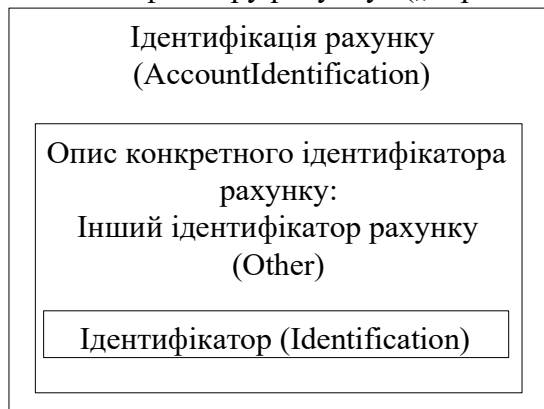 Ідентифікація рахунку
(AccountIdentification)
Опис конкретного ідентифікатора
рахунку:
Інший ідентифікатор рахунку
(Other)
Ідентифікатор (Identification)